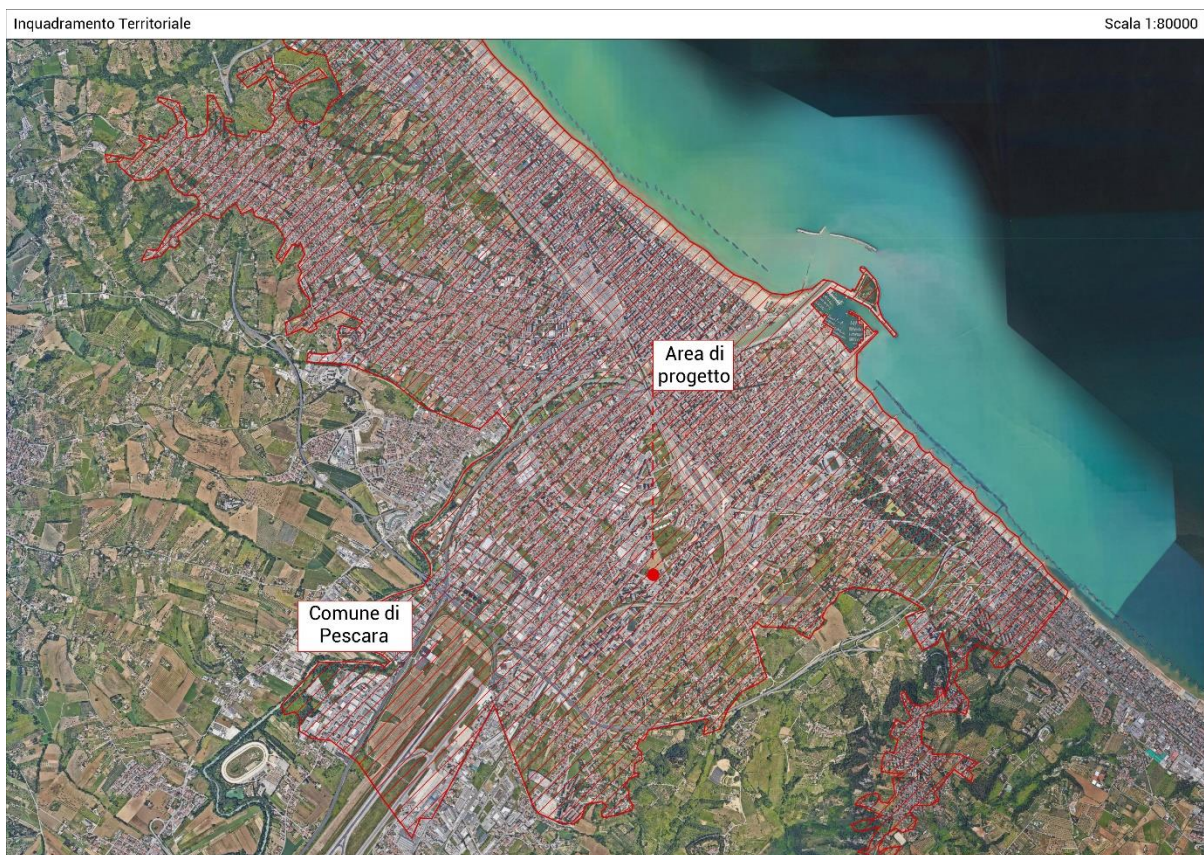 Inquadramento Territoriale
Scala 1:80000
Area di
progetto
Comune di
Pescara